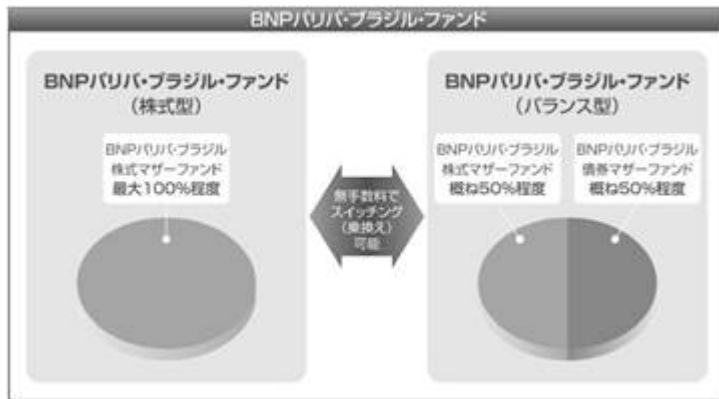 BNPパリバ・ブラジル・ファンド
BNPパリバ・ブラジル・ファンド
（株式型）
BNPパリバ・ブラジル
株式マザーファンド
最大100%程度
無手数料で
スイッチング
（乗換え）
可能
BNPパリバ・ブラジル・ファンド
（バランス型）
BNPパリバ・ブラジル
株式マザーファンド
概ね50%程度
BNPパリバ・ブラジル
債券マザーファンド
概ね50%程度